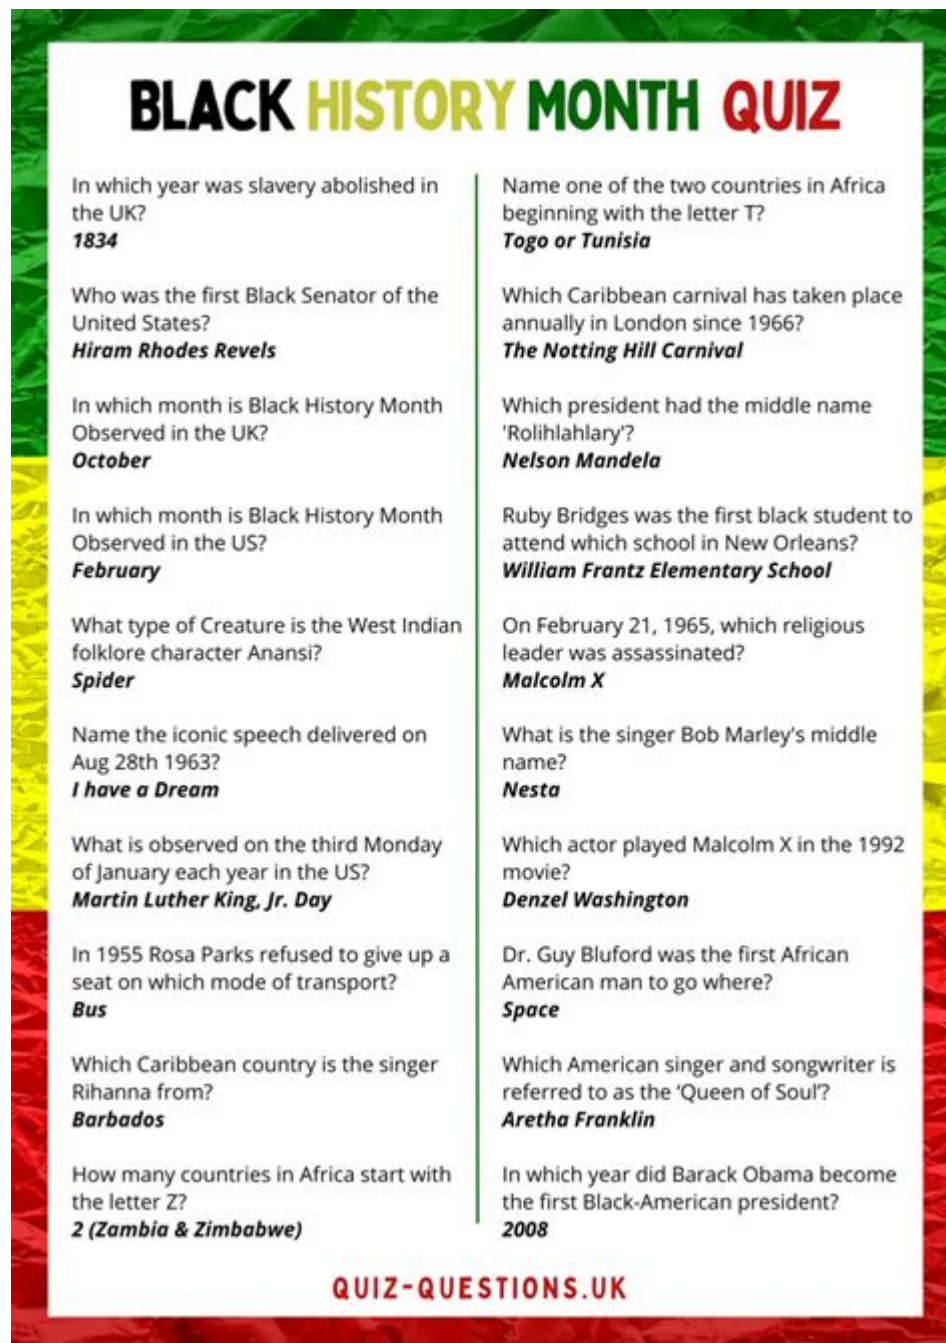 BLACK HISTORY MONTH QUIZ
In which year was slavery abolished in
the UK?
1834
Who was the first Black Senator of the
United States?
Hiram Rhodes Revels
In which month is Black History Month
Observed in the UK?
October
In which month is Black History Month
Observed in the US?
February
What type of Creature is the West Indian
folklore character Anansi?
Spider
Name the iconic speech delivered on
Aug 28th 1963?
I have a Dream
What is observed on the third Monday
of January each year in the US?
Martin Luther King, Jr. Day
In 1955 Rosa Parks refused to give up a
seat on which mode of transport?
Bus
Which Caribbean country is the singer
Rihanna from?
Barbados
How many countries in Africa start with
the letter Z?
2 (Zambia & Zimbabwe)
Name one of the two countries in Africa
beginning with the letter T?
Togo or Tunisia
Which Caribbean carnival has taken place
annually in London since 1966?
The Notting Hill Carnival
Which president had the middle name
'Rolihlahlary'?
Nelson Mandela
Ruby Bridges was the first black student to
attend which school in New Orleans?
William Frantz Elementary School
On February 21, 1965, which religious
leader was assassinated?
Malcolm X
What is the singer Bob Marley's middle
name?
Nesta
Which actor played Malcolm X in the 1992
movie?
Denzel Washington
Dr. Guy Bluford was the first African
American man to go where?
Space
Which American singer and songwriter is
referred to as the ‘Queen of Soul’?
Aretha Franklin
In which year did Barack Obama become
the first Black-American president?
2008
QUIZ-QUESTIONS.UK